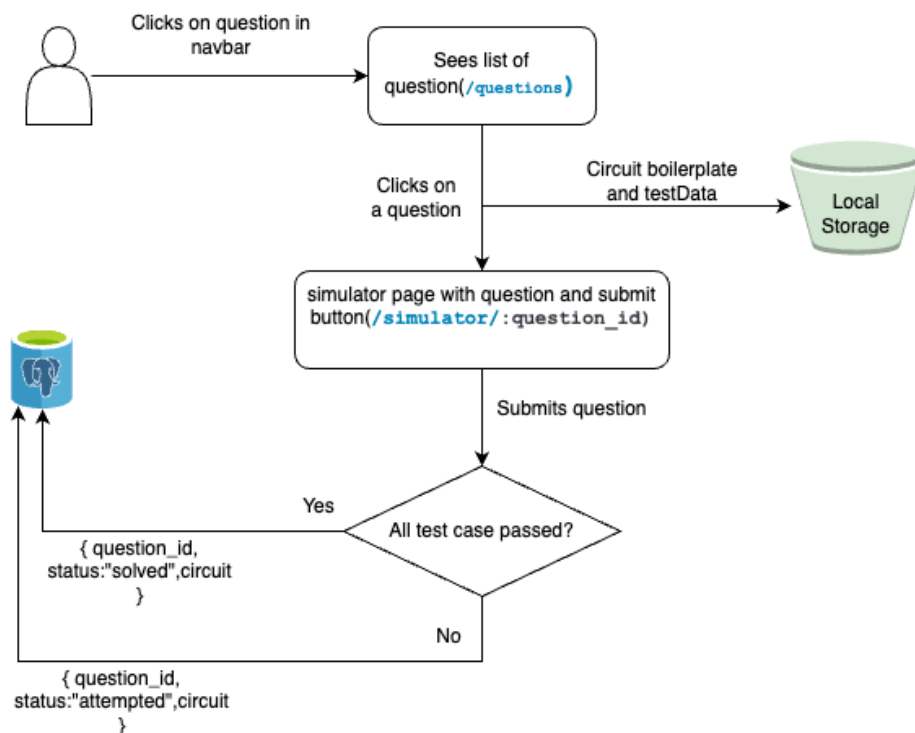 Clicks on question in
navbar
Sees list of
question(/questions)
Clicks on
a question
Circuit boilerplate
and testData
Local
Storage
simulator page with question and submit
button(/simulator/:question_id)
Submits question
All test case passed?
Yes
{ question_id,
status:"solved",circuit
}
No
{ question_id,
status:"attempted",circuit
}